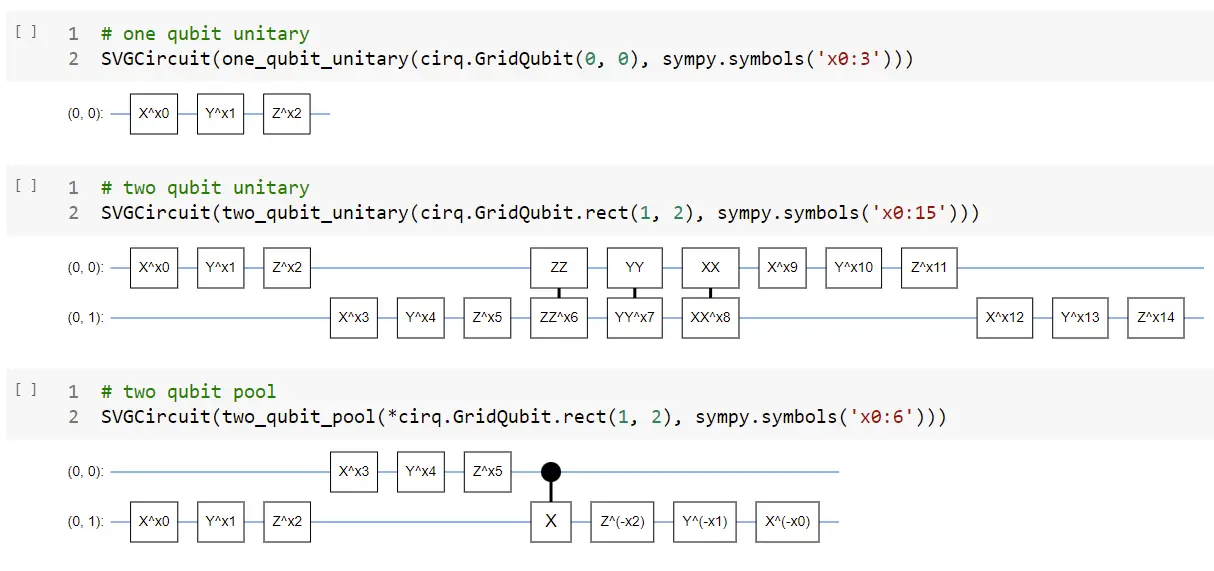 [ ] 1 # one qubit unitary
2 SVGCircuit(one_qubit_unitary(cirq.GridQubit(0, 0), sympy.symbols('x0:3')))
(0, 0): X^x0 Y^x1 Z^x2
[ ] 1 # two qubit unitary
2 SVGCircuit(two_qubit_unitary(cirq.GridQubit.rect(1, 2), sympy.symbols('x0:15')))
(0, 0): X^x0 Y^x1 Z^x2 ZZ YY XX X^x9 Y^x10 Z^x11
(0, 1): X^x3 Y^x4 Z^x5 ZZ^x6 YY^x7 XX^x8 X^x12 Y^x13 Z^x14
[ ] 1 # two qubit pool
2 SVGCircuit(two_qubit_pool(*cirq.GridQubit.rect(1, 2), sympy.symbols('x0:6')))
(0, 0): X^x3 Y^x4 Z^x5
(0, 1): X^x0 Y^x1 Z^x2 X Z^(-x2) Y^(-x1) X^(-x0)